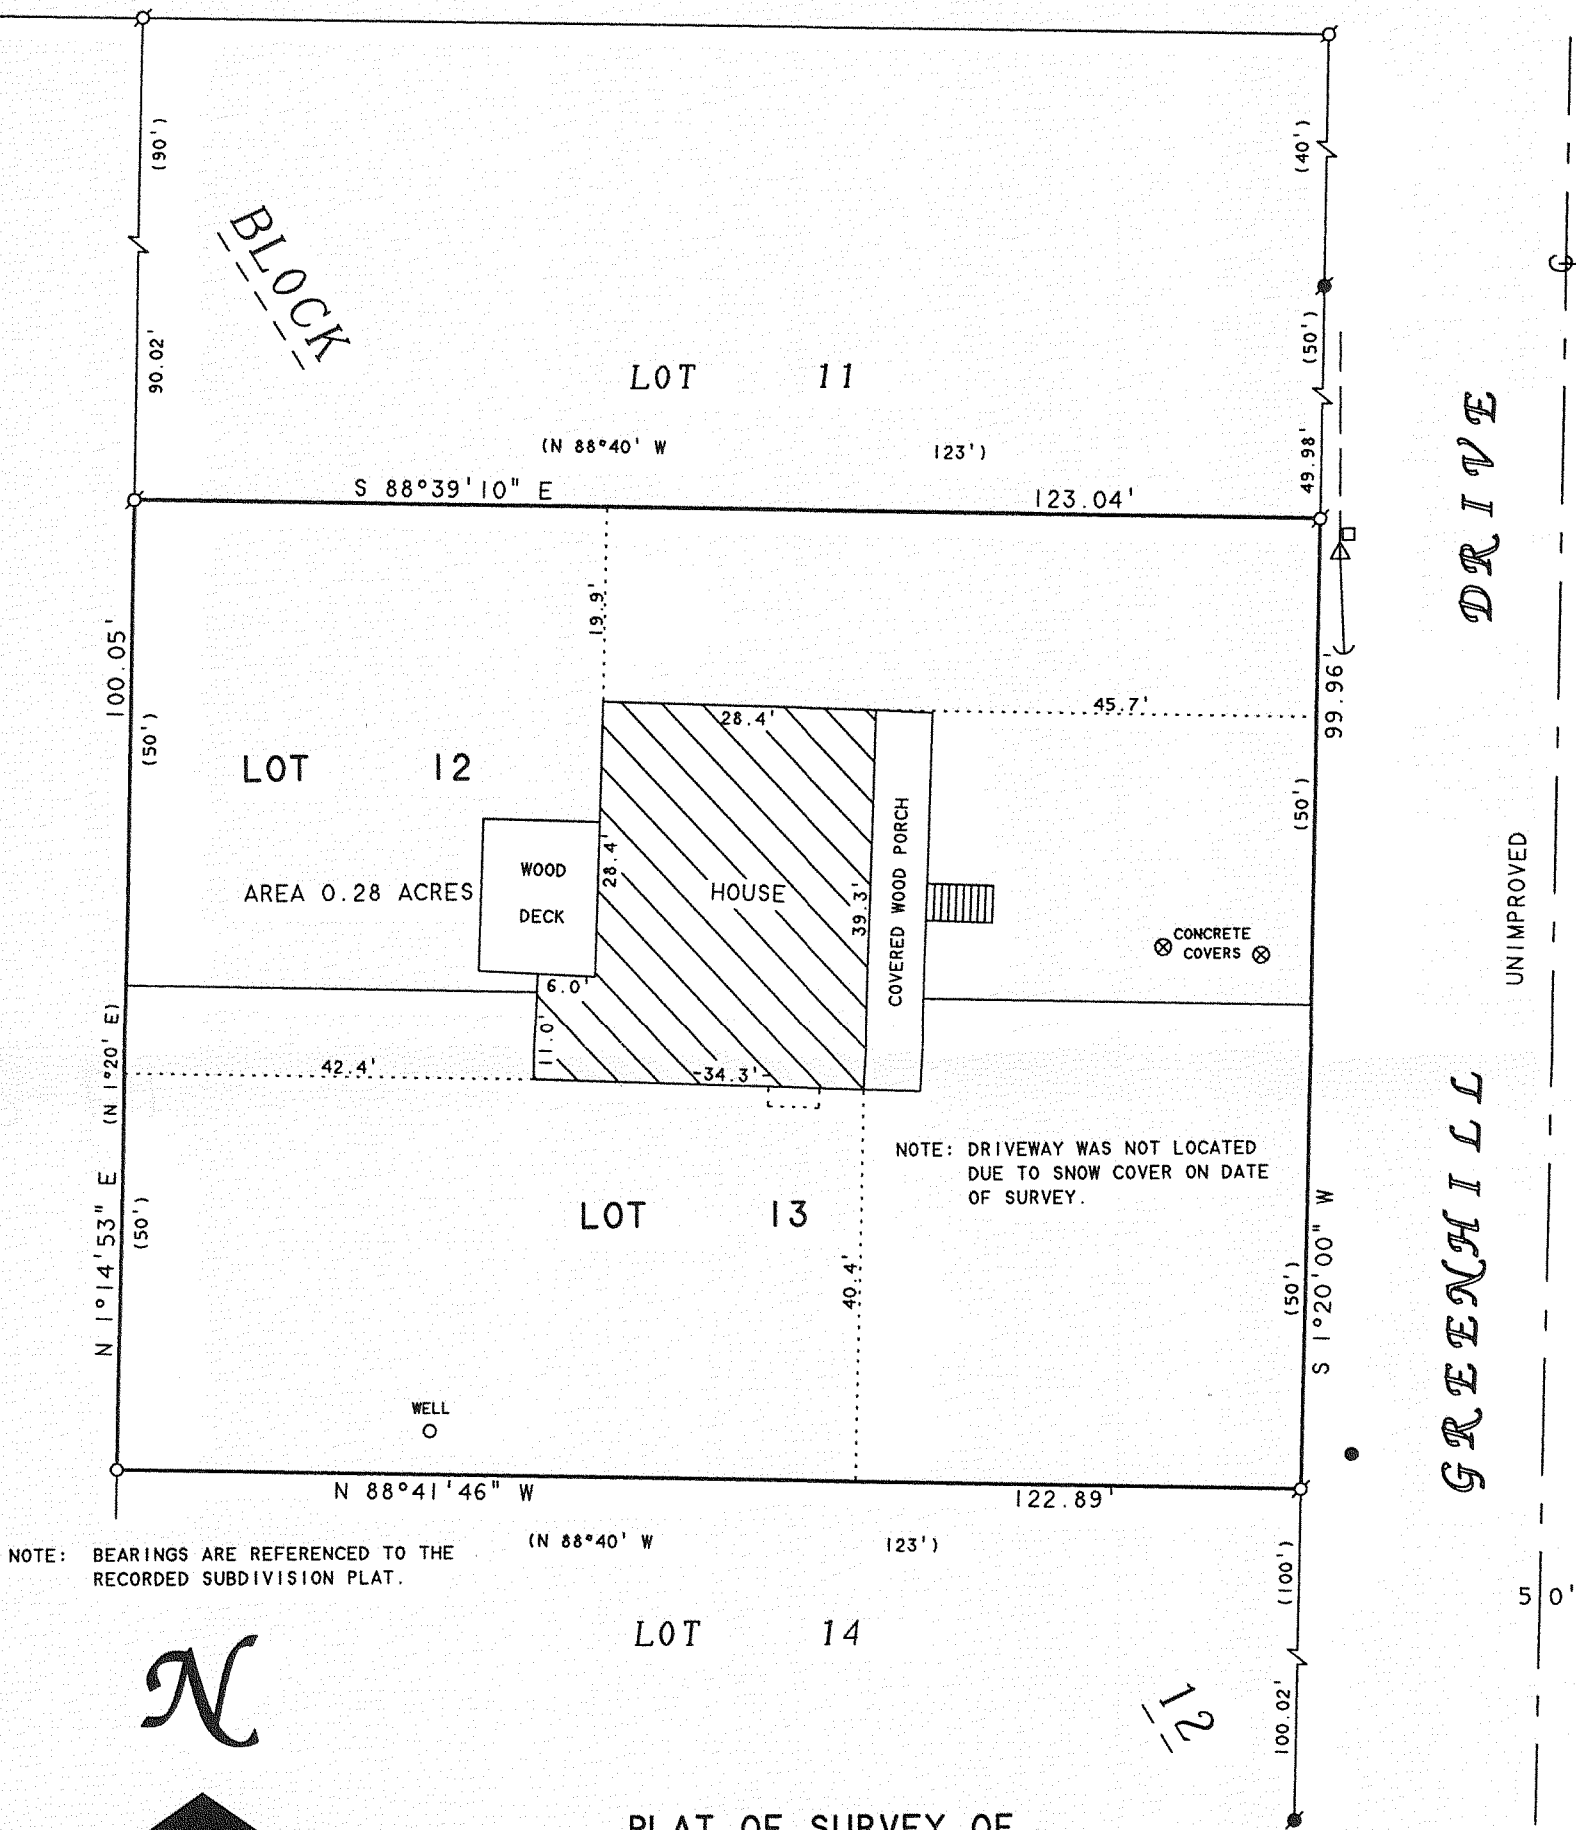 (90')
(40')
BLOCK
90.02'
(50')
LOT 11
49.98'
(N 88°40' W 123')
S 88°39'10" E 123.04'
DRIVE
19.9'
100.05'
(50')
99.96'
45.7'
28.4'
LOT 12
(50')
UNIMPROVED
WOOD
DECK
28.4'
HOUSE
39.3'
COVERED WOOD PORCH
AREA 0.28 ACRES
CONCRETE
COVERS
6.0'
11.0'
42.4'
34.3'
(N 1°20' E)
N 1°14'53" E
(50')
NOTE: DRIVEWAY WAS NOT LOCATED
DUE TO SNOW COVER ON DATE
OF SURVEY.
LOT 13
40.4'
(50')
S 1°20'00" W
GREENHILL
WELL
N 88°41'46" W 122.89'
(N 88°40' W 123')
NOTE: BEARINGS ARE REFERENCED TO THE
RECORDED SUBDIVISION PLAT.
(100')
50'
LOT 14
N
12
100.02'
PLAT OF SURVEY OF